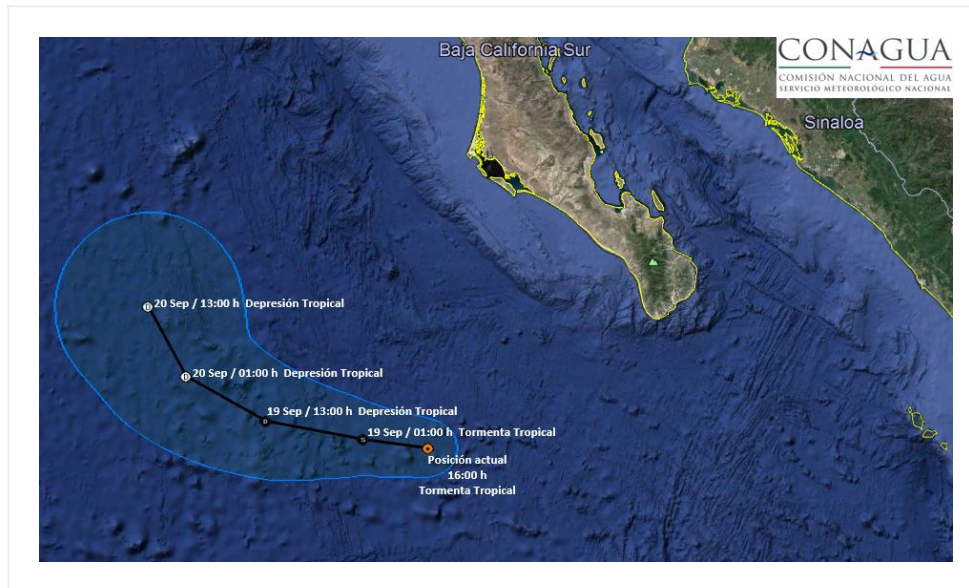 Baja California Sur
CONAGUA
COMISIÓN NACIONAL DEL AGUA
SERVICIO METEOROLÓGICO NACIONAL
Sinaloa
20 Sep / 13:00 h Depresión Tropical
D
20 Sep / 01:00 h Depresión Tropical
D
19 Sep / 13:00 h Depresión Tropical
D
19 Sep / 01:00 h Tormenta Tropical
S
Posición actual
16:00 h
Tormenta Tropical